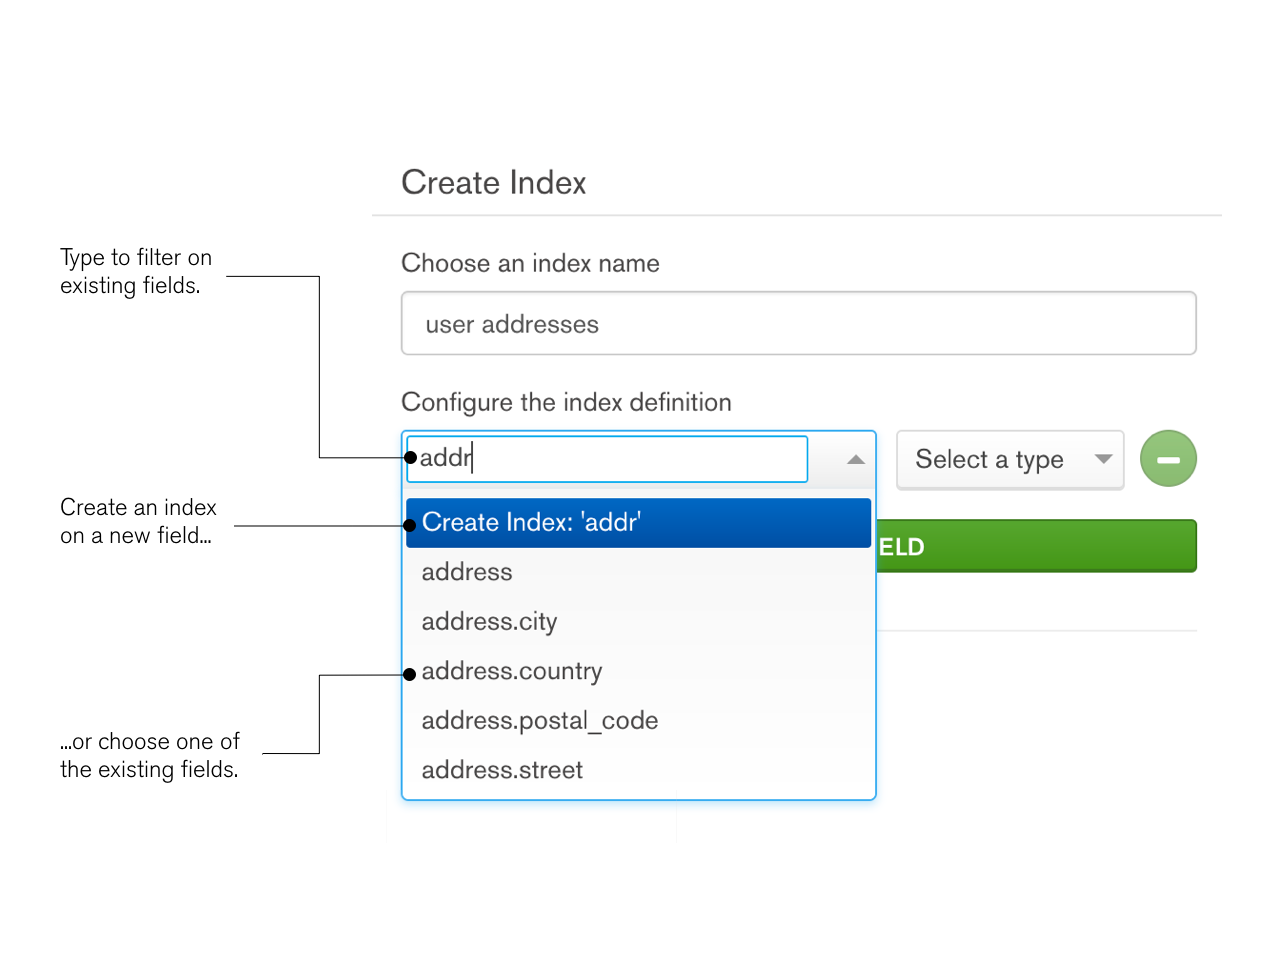 Create Index
Type to filter on
existing fields.
Choose an index name
user addresses
Configure the index definition
addr
Select a type
Create an index
on a new field...
Create Index: 'addr'
ELD
address
address.city
address.country
address.postal_code
...or choose one of
the existing fields.
address.street